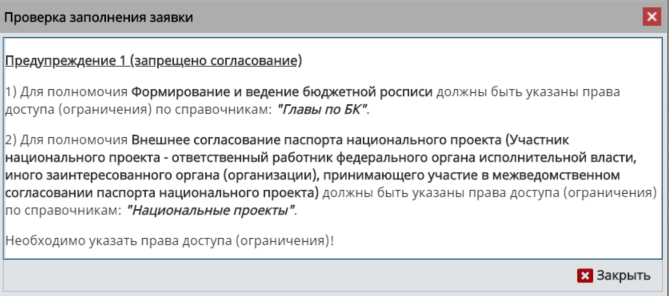 Проверка заполнения заявки
Предупреждение 1 (запрещено согласование)
1) Для полномочия Формирование и ведение бюджетной росписи должны быть указаны права
доступа (ограничения) по справочникам: "Главы по БК".
2) Для полномочия Внешнее согласование паспорта национального проекта (Участник
национального проекта - ответственный работник федерального органа исполнительной власти,
иного заинтересованного органа (организации), принимающего участие в межведомственном
согласовании паспорта национального проекта) должны быть указаны права доступа (ограничения)
по справочникам: "Национальные проекты".
Необходимо указать права доступа (ограничения)!
Закрыть